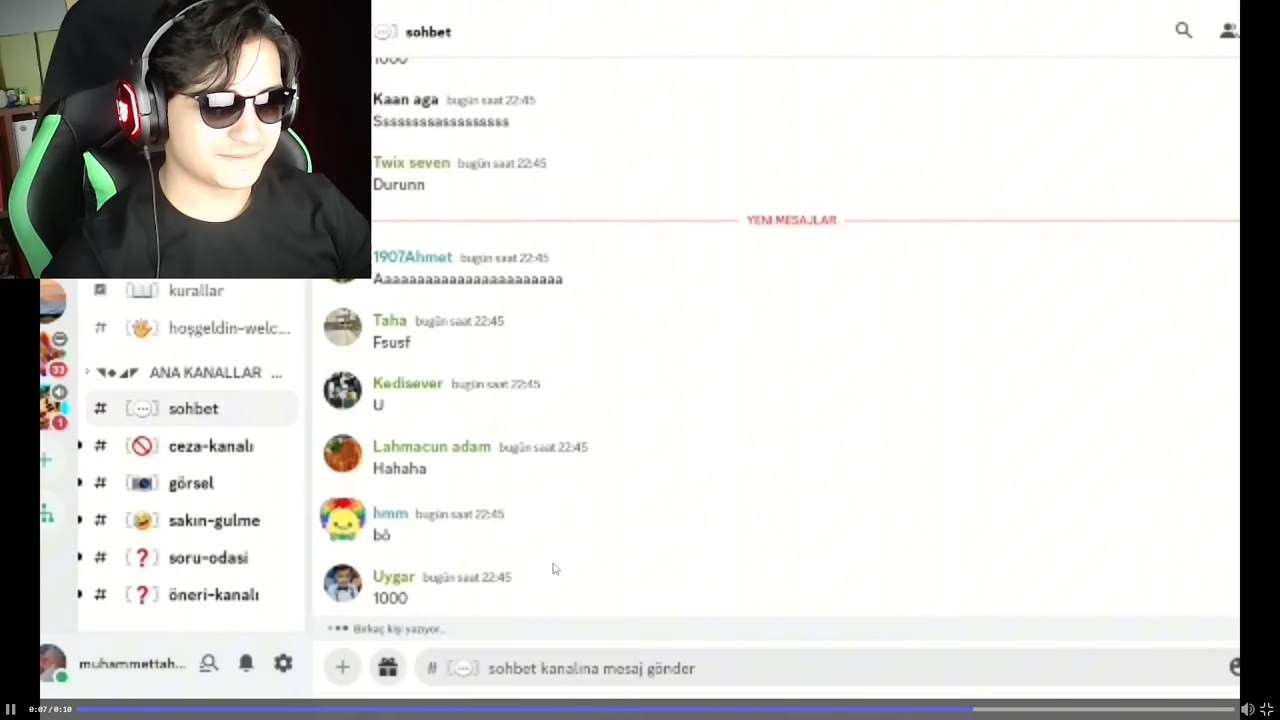 sohbet
1000
Kaan aga bugün saat 22:45
Sssssssassssssssss
Twix seven bugün saat 22:45
Durunn
YENİ MESAJLAR
1907Ahmet bugün saat 22:45
Aaaaaaaaaaaaaaaaaaaaaaa
Taha bugün saat 22:45
Fsusf
Kedisever bugün saat 22:45
U
Lahmacun adam bugün saat 22:45
Hahaha
hmm bugün saat 22:45
bö
Uygar bugün saat 22:45
1000
Birkaç kişi yazıyor...
# sohbet kanalına mesaj gönder
kurallar
# hoşgeldin-welc...
ANA KANALLAR ...
# sohbet
# ceza-kanalı
# görsel
# sakın-gulme
# soru-odasi
# öneri-kanalı
33
1
muhammettah...
0:07/0:10